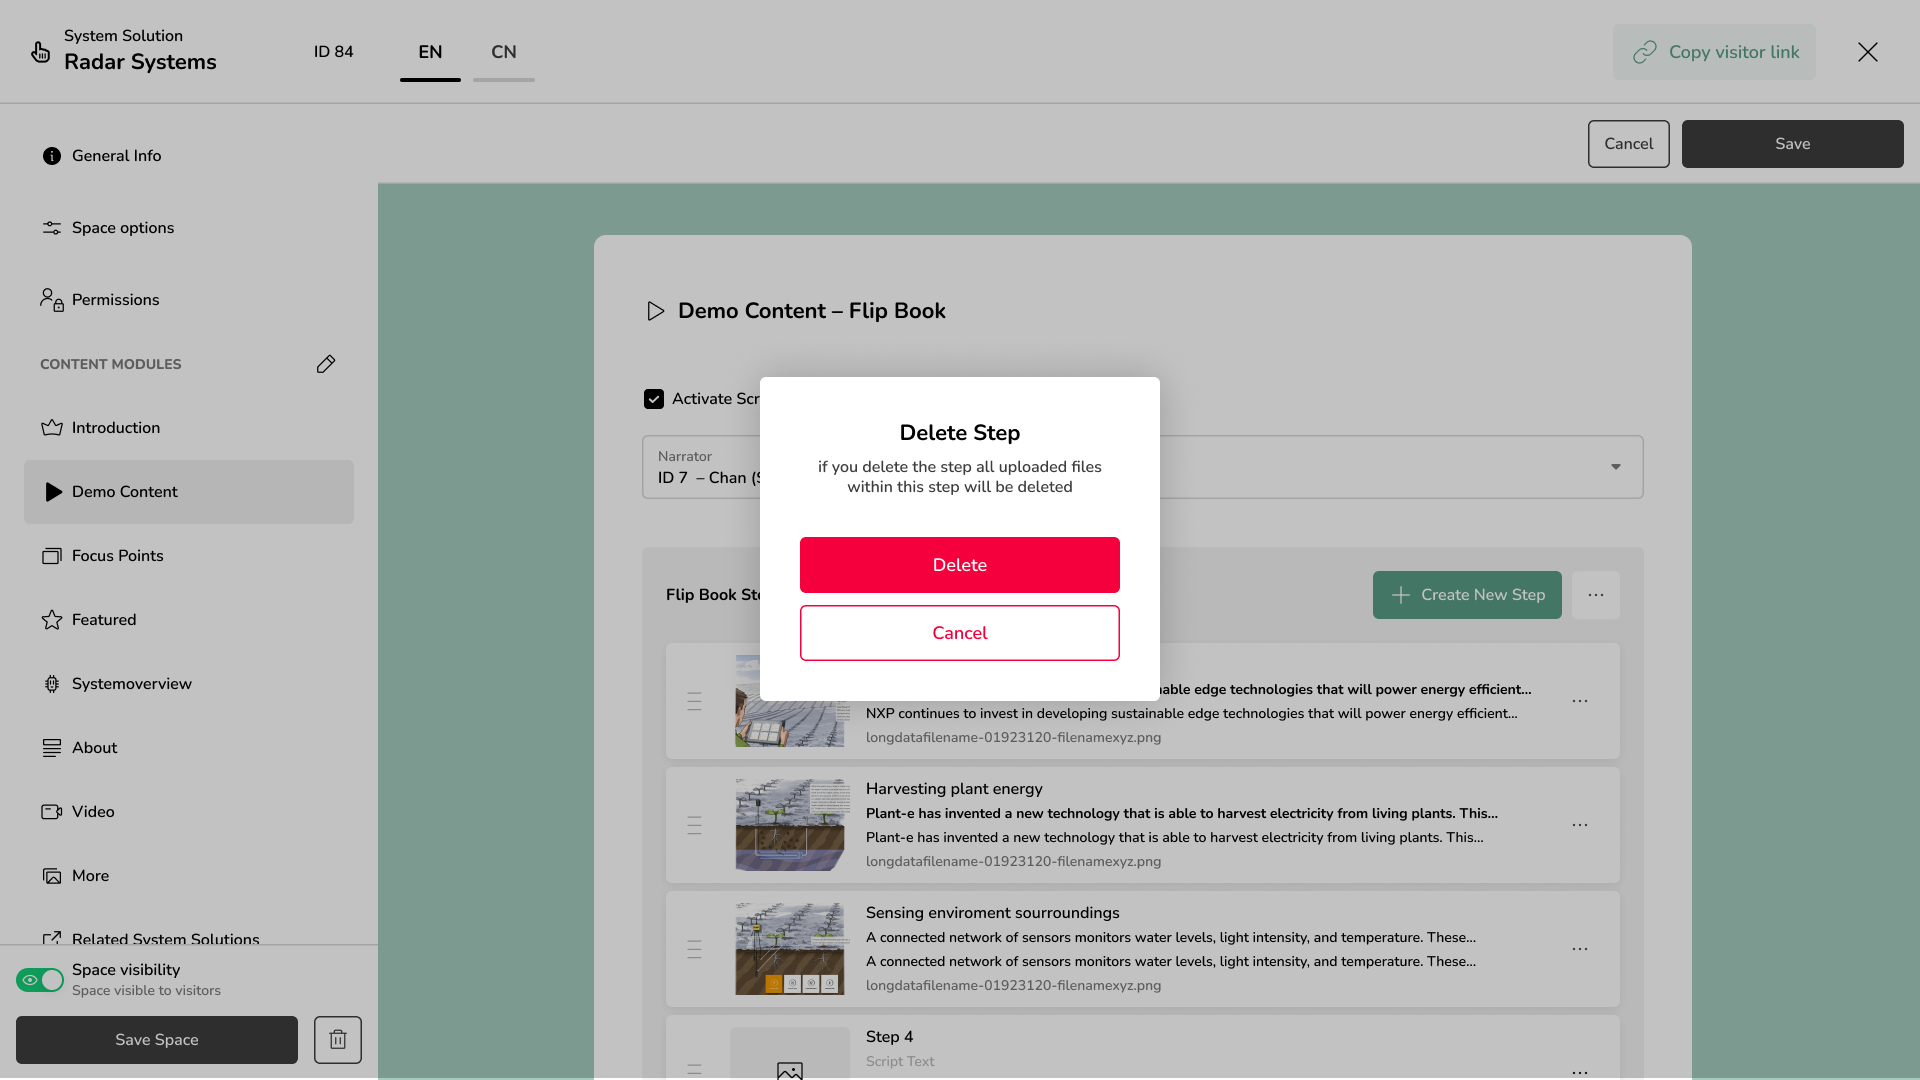 System Solution
Radar Systems
ID 84
EN
CN
Copy visitor link
General Info
Space options
Permissions
CONTENT MODULES
Introduction
Demo Content
Focus Points
Featured
Systemoverview
About
Video
More
Related System Solutions
Space visibility
Space visible to visitors
Save Space
Cancel
Save
Demo Content – Flip Book
Activate Scr
Narrator
ID 7 – Chan (S
Delete Step
if you delete the step all uploaded files
within this step will be deleted
Delete
Cancel
Flip Book Ste
Create New Step
able edge technologies that will power energy efficient...
NXP continues to invest in developing sustainable edge technologies that will power energy efficient...
longdatafilename-01923120-filenamexyz.png
Harvesting plant energy
Plant-e has invented a new technology that is able to harvest electricity from living plants. This...
Plant-e has invented a new technology that is able to harvest electricity from living plants. This...
longdatafilename-01923120-filenamexyz.png
Sensing enviroment sourroundings
A connected network of sensors monitors water levels, light intensity, and temperature. These...
A connected network of sensors monitors water levels, light intensity, and temperature. These...
longdatafilename-01923120-filenamexyz.png
Step 4
Script Text